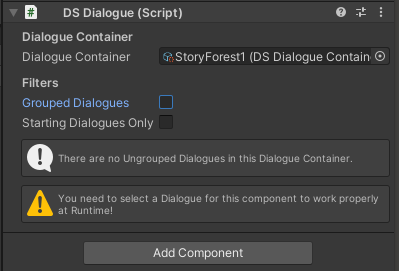 DS Dialogue (Script)
Dialogue Container
Dialogue Container StoryForest1 (DS Dialogue Contain
Filters
Grouped Dialogues
Starting Dialogues Only
There are no Ungrouped Dialogues in this Dialogue Container.
You need to select a Dialogue for this component to work properly
at Runtime!
Add Component